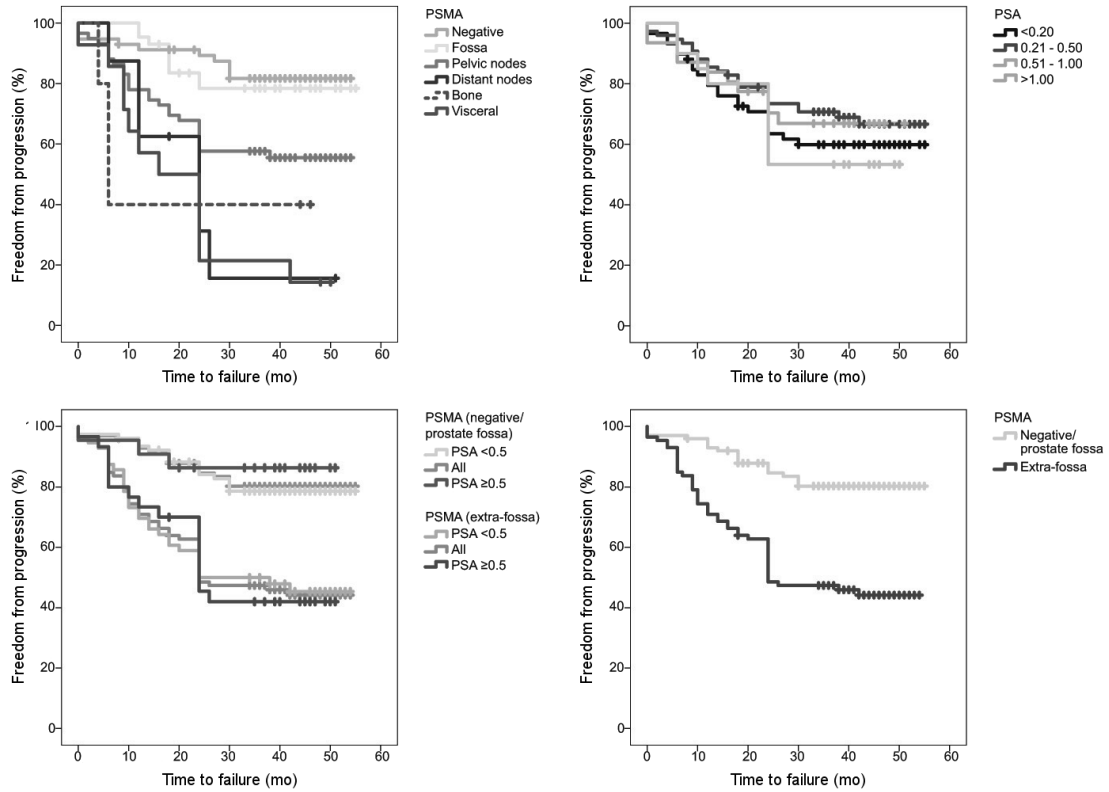 PSMA
Negative
Fossa
Pelvic nodes
Distant nodes
Bone
Visceral
Freedom from progression (%)
100
80
60
40
20
0
0 10 20 30 40 50 60
Time to failure (mo)
PSA
<0.20
0.21 - 0.50
0.51 - 1.00
>1.00
Freedom from progression (%)
100
80
60
40
20
0
0 10 20 30 40 50 60
Time to failure (mo)
PSMA (negative/
prostate fossa)
PSA <0.5
All
PSA ≥0.5
PSMA (extra-fossa)
PSA <0.5
All
PSA ≥0.5
Freedom from progression (%)
100
80
60
40
20
0
0 10 20 30 40 50 60
Time to failure (mo)
PSMA
Negative/
prostate fossa
Extra-fossa
Freedom from progression (%)
100
80
60
40
20
0
0 10 20 30 40 50 60
Time to failure (mo)